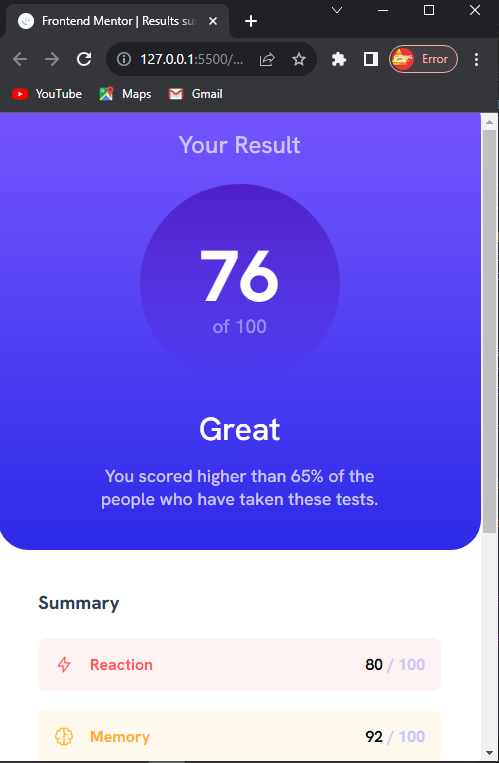 Frontend Mentor | Results su
127.0.0.1:5500/...
Error
YouTube
Maps
Gmail
Your Result
76
of 100
Great
You scored higher than 65% of the
people who have taken these tests.
Summary
Reaction 80 / 100
Memory 92 / 100